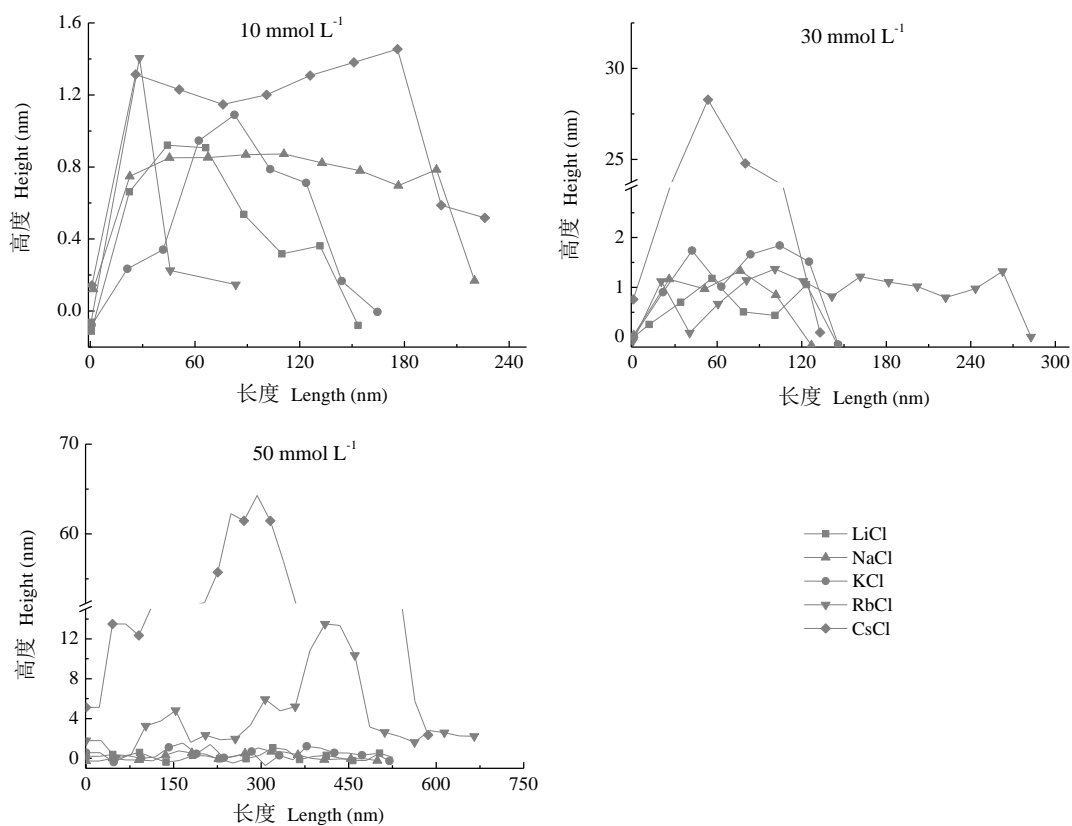 10 mmol L⁻¹
1.6
1.2
0.8
0.4
0.0
高度 Height (nm)
0
60
120
180
240
长度 Length (nm)
30 mmol L⁻¹
30
25
2
1
0
高度 Height (nm)
0
60
120
180
240
300
长度 Length (nm)
50 mmol L⁻¹
70
60
12
8
4
0
高度 Height (nm)
0
150
300
450
600
750
长度 Length (nm)
LiCl
NaCl
KCl
RbCl
CsCl